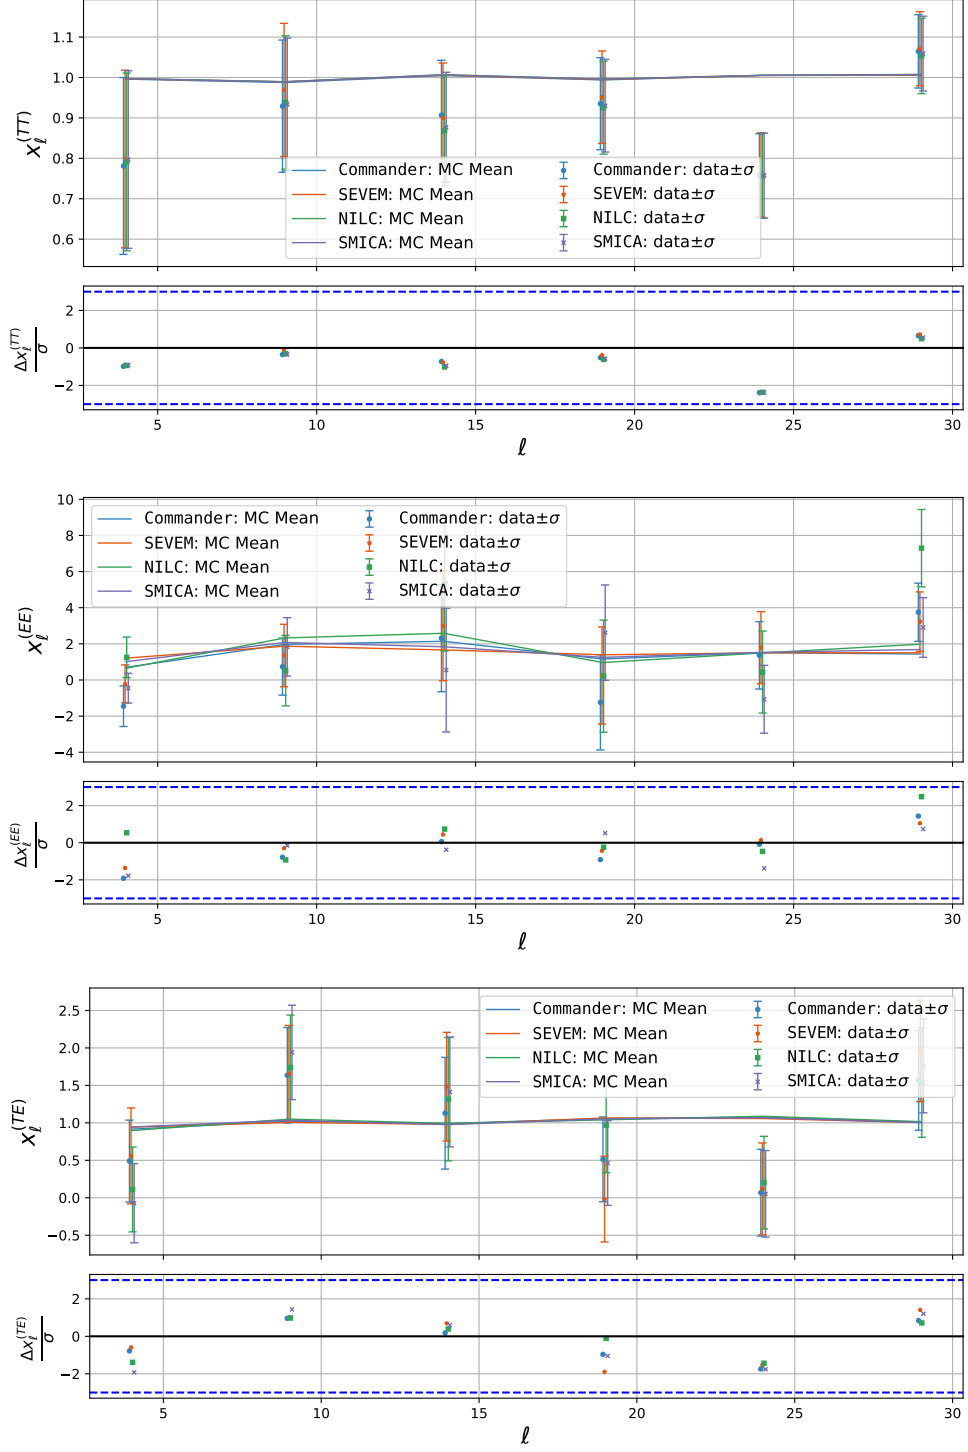 1.1
1.0
0.9
0.8
0.7
0.6
x_ℓ^(TT)
Commander: MC Mean
SEVEM: MC Mean
NILC: MC Mean
SMICA: MC Mean
Commander: data±σ
SEVEM: data±σ
NILC: data±σ
SMICA: data±σ
2
0
−2
Δx_ℓ^(TT)
σ
5 10 15 20 25 30
ℓ
10
8
6
4
2
0
−2
−4
x_ℓ^(EE)
Commander: MC Mean
SEVEM: MC Mean
NILC: MC Mean
SMICA: MC Mean
Commander: data±σ
SEVEM: data±σ
NILC: data±σ
SMICA: data±σ
2
0
−2
Δx_ℓ^(EE)
σ
5 10 15 20 25 30
ℓ
2.5
2.0
1.5
1.0
0.5
0.0
−0.5
x_ℓ^(TE)
Commander: MC Mean
SEVEM: MC Mean
NILC: MC Mean
SMICA: MC Mean
Commander: data±σ
SEVEM: data±σ
NILC: data±σ
SMICA: data±σ
2
0
−2
Δx_ℓ^(TE)
σ
5 10 15 20 25 30
ℓ